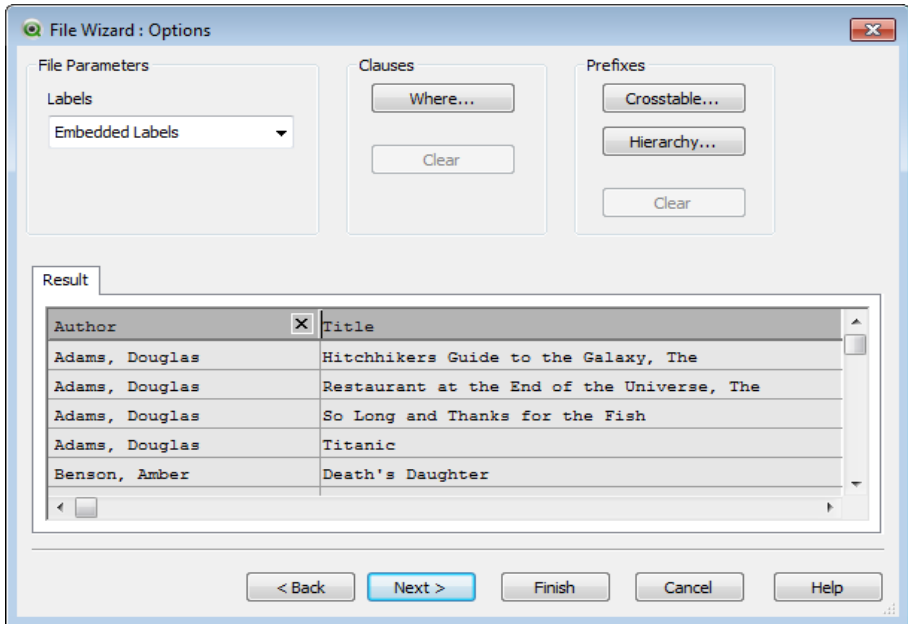 File Wizard : Options
File Parameters
Labels
Embedded Labels
Clauses
Where...
Clear
Prefixes
Crosstable...
Hierarchy...
Clear
Result
Author Title
Adams, Douglas Hitchhikers Guide to the Galaxy, The
Adams, Douglas Restaurant at the End of the Universe, The
Adams, Douglas So Long and Thanks for the Fish
Adams, Douglas Titanic
Benson, Amber Death's Daughter
< Back Next > Finish Cancel Help